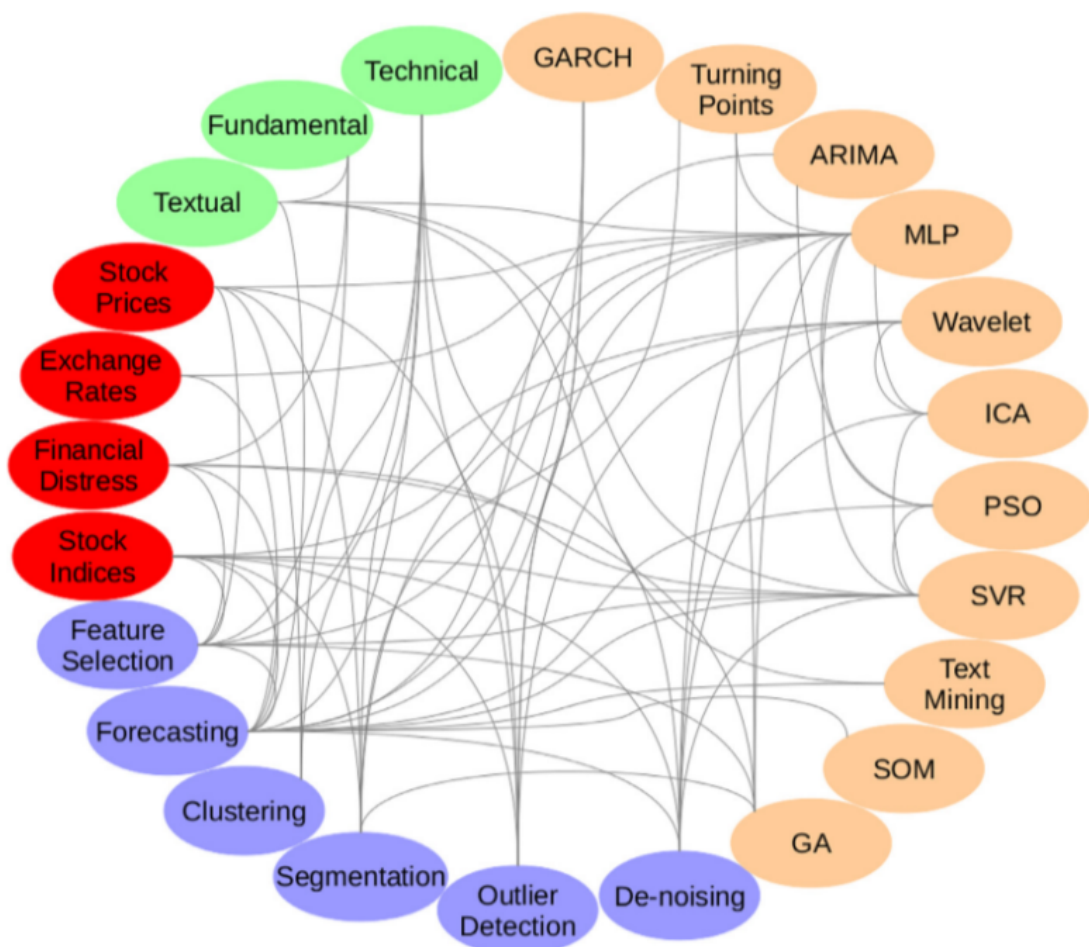 Technical
GARCH
Turning
Points
Fundamental
ARIMA
Textual
MLP
Stock
Prices
Wavelet
Exchange
Rates
ICA
Financial
Distress
PSO
Stock
Indices
SVR
Feature
Selection
Text
Mining
Forecasting
SOM
Clustering
GA
Segmentation
Outlier
Detection
De-noising